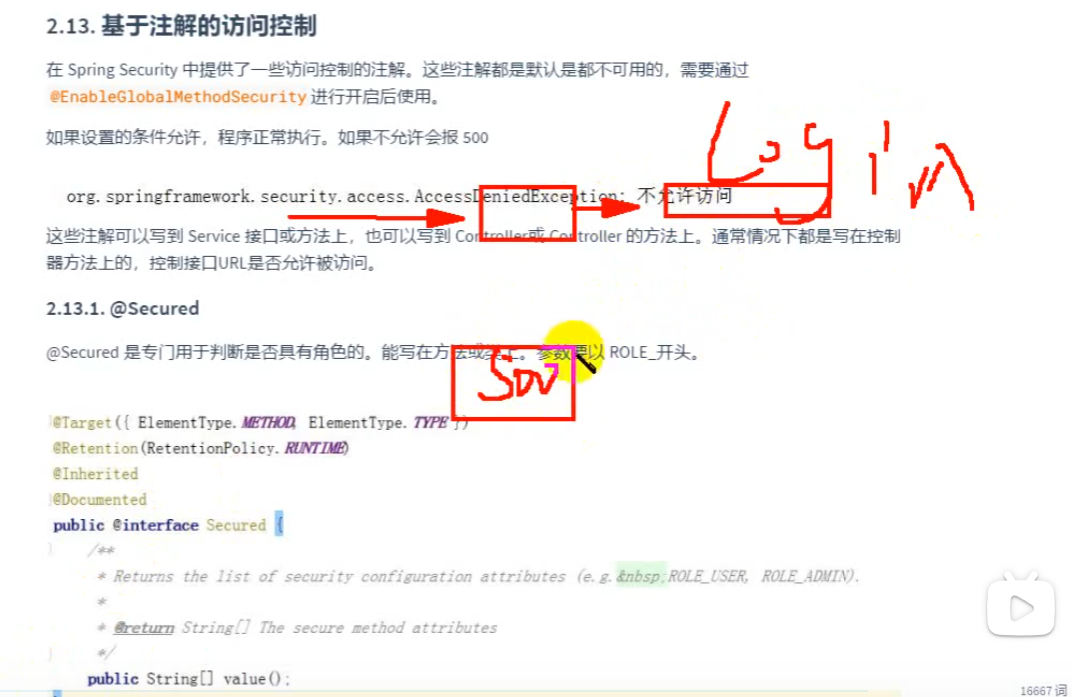 2.13. 基于注解的访问控制
在 Spring Security 中提供了一些访问控制的注解。这些注解都是默认是都不可用的，需要通过
@EnableGlobalMethodSecurity 进行开启后使用。
如果设置的条件允许，程序正常执行。如果不允许会报 500
Login
org.springframework.security.access.AccessDeniedException: 不允许访问
这些注解可以写到 Service 接口或方法上，也可以写到 Controller或 Controller 的方法上。通常情况下都是写在控制
器方法上的，控制接口URL是否允许被访问。
2.13.1. @Secured
@Secured 是专门用于判断是否具有角色的。能写在方法或类上。参数要以 ROLE_开头。
@Target({ ElementType.METHOD, ElementType.TYPE })
@Retention(RetentionPolicy.RUNTIME)
@Inherited
@Documented
public @interface Secured {
/**
* Returns the list of security configuration attributes (e.g.&nbsp;ROLE_USER, ROLE_ADMIN).
*
* @return String[] The secure method attributes
*/
public String[] value();
16667 词